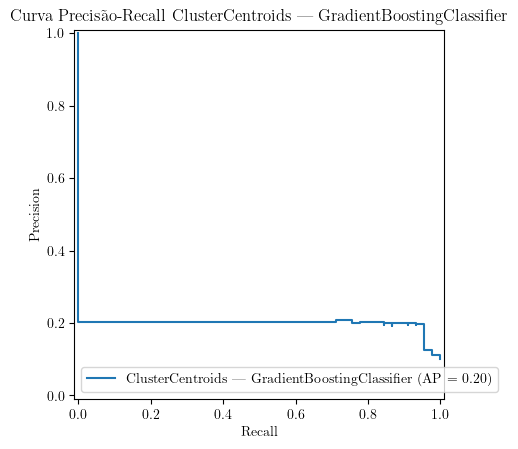 Curva Precisão-Recall ClusterCentroids — GradientBoostingClassifier
1.0
0.8
0.6
0.4
0.2
0.0
Precision
ClusterCentroids — GradientBoostingClassifier (AP = 0.20)
0.0 0.2 0.4 0.6 0.8 1.0
Recall